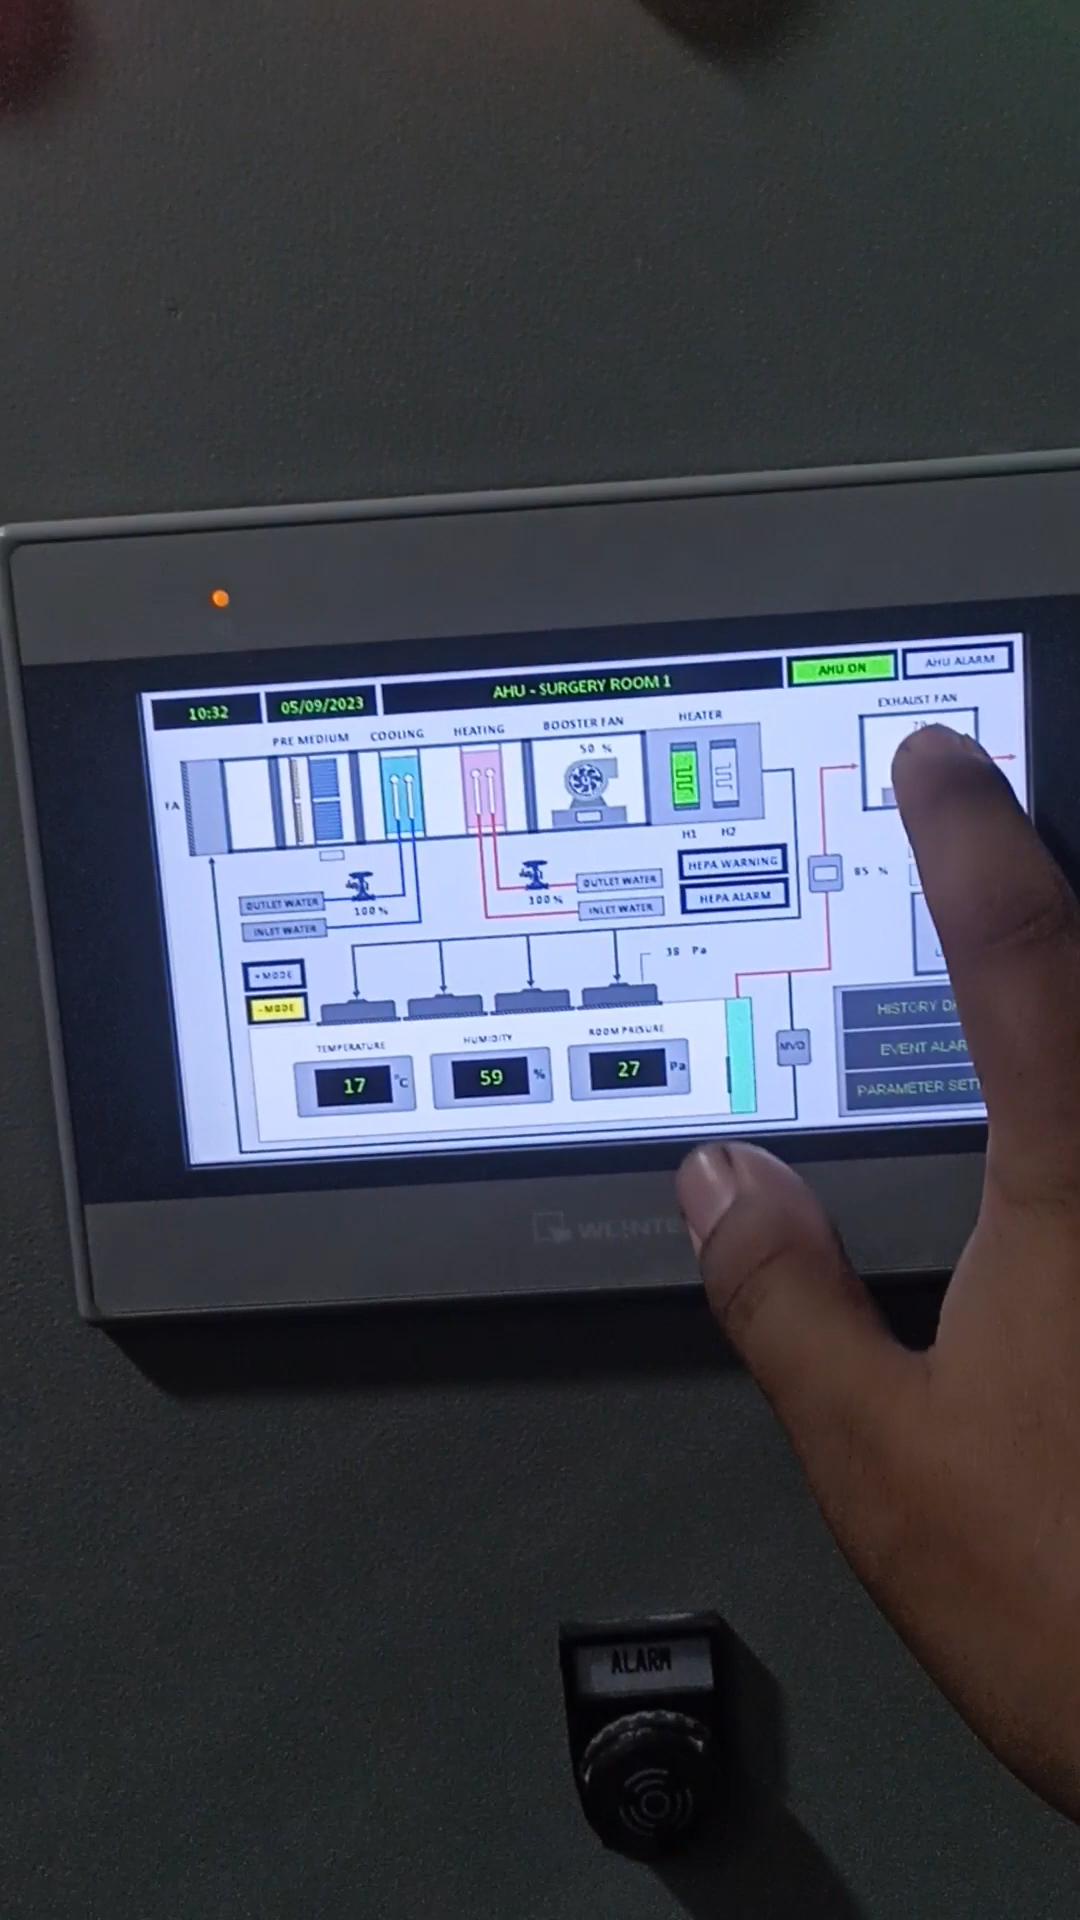 10:32
05/09/2023
AHU - SURGERY ROOM 1
AHU ON
AHU ALARM
PRE MEDIUM
COOLING
HEATING
BOOSTER FAN
HEATER
EXHAUST FAN
50 %
FA
H1
H2
HEPA WARNING
HEPA ALARM
85 %
OUTLET WATER
100 %
INLET WATER
OUTLET WATER
100 %
INLET WATER
38 Pa
+MODE
-MODE
TEMPERATURE
HUMIDITY
ROOM PRESURE
17 °C
59 %
27 Pa
MVD
HISTORY
EVENT ALAR
PARAMETER SETT
ALARM